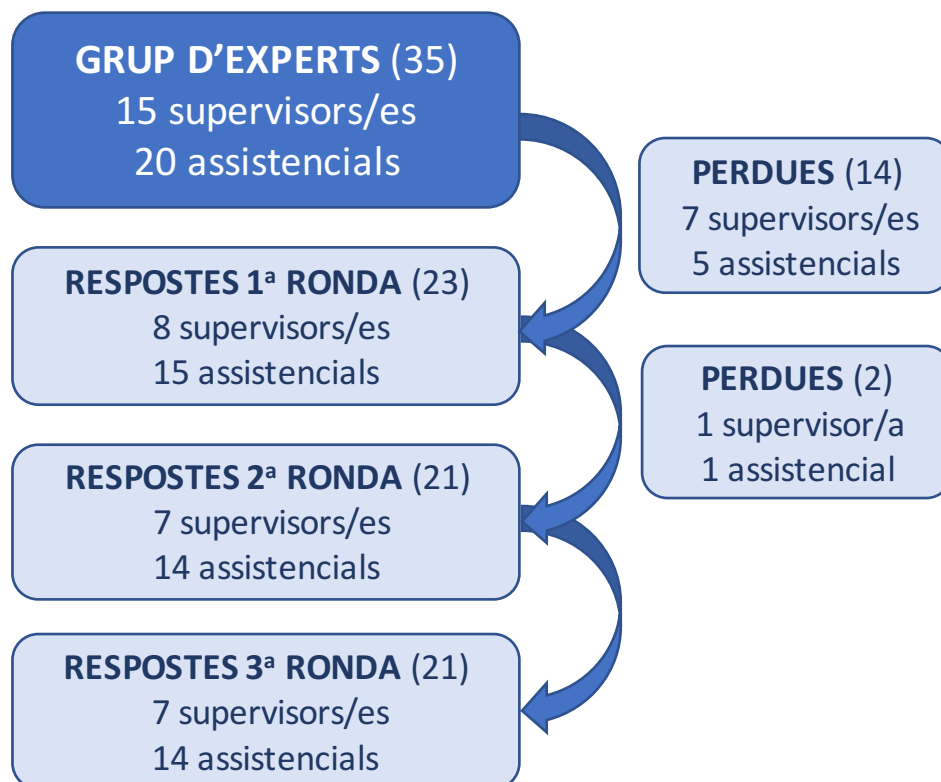 GRUP D'EXPERTS (35)
15 supervisors/es
20 assistencials
PERDUES (14)
7 supervisors/es
5 assistencials
RESPOSTES 1ª RONDA (23)
8 supervisors/es
15 assistencials
PERDUES (2)
1 supervisor/a
1 assistencial
RESPOSTES 2ª RONDA (21)
7 supervisors/es
14 assistencials
RESPOSTES 3ª RONDA (21)
7 supervisors/es
14 assistencials